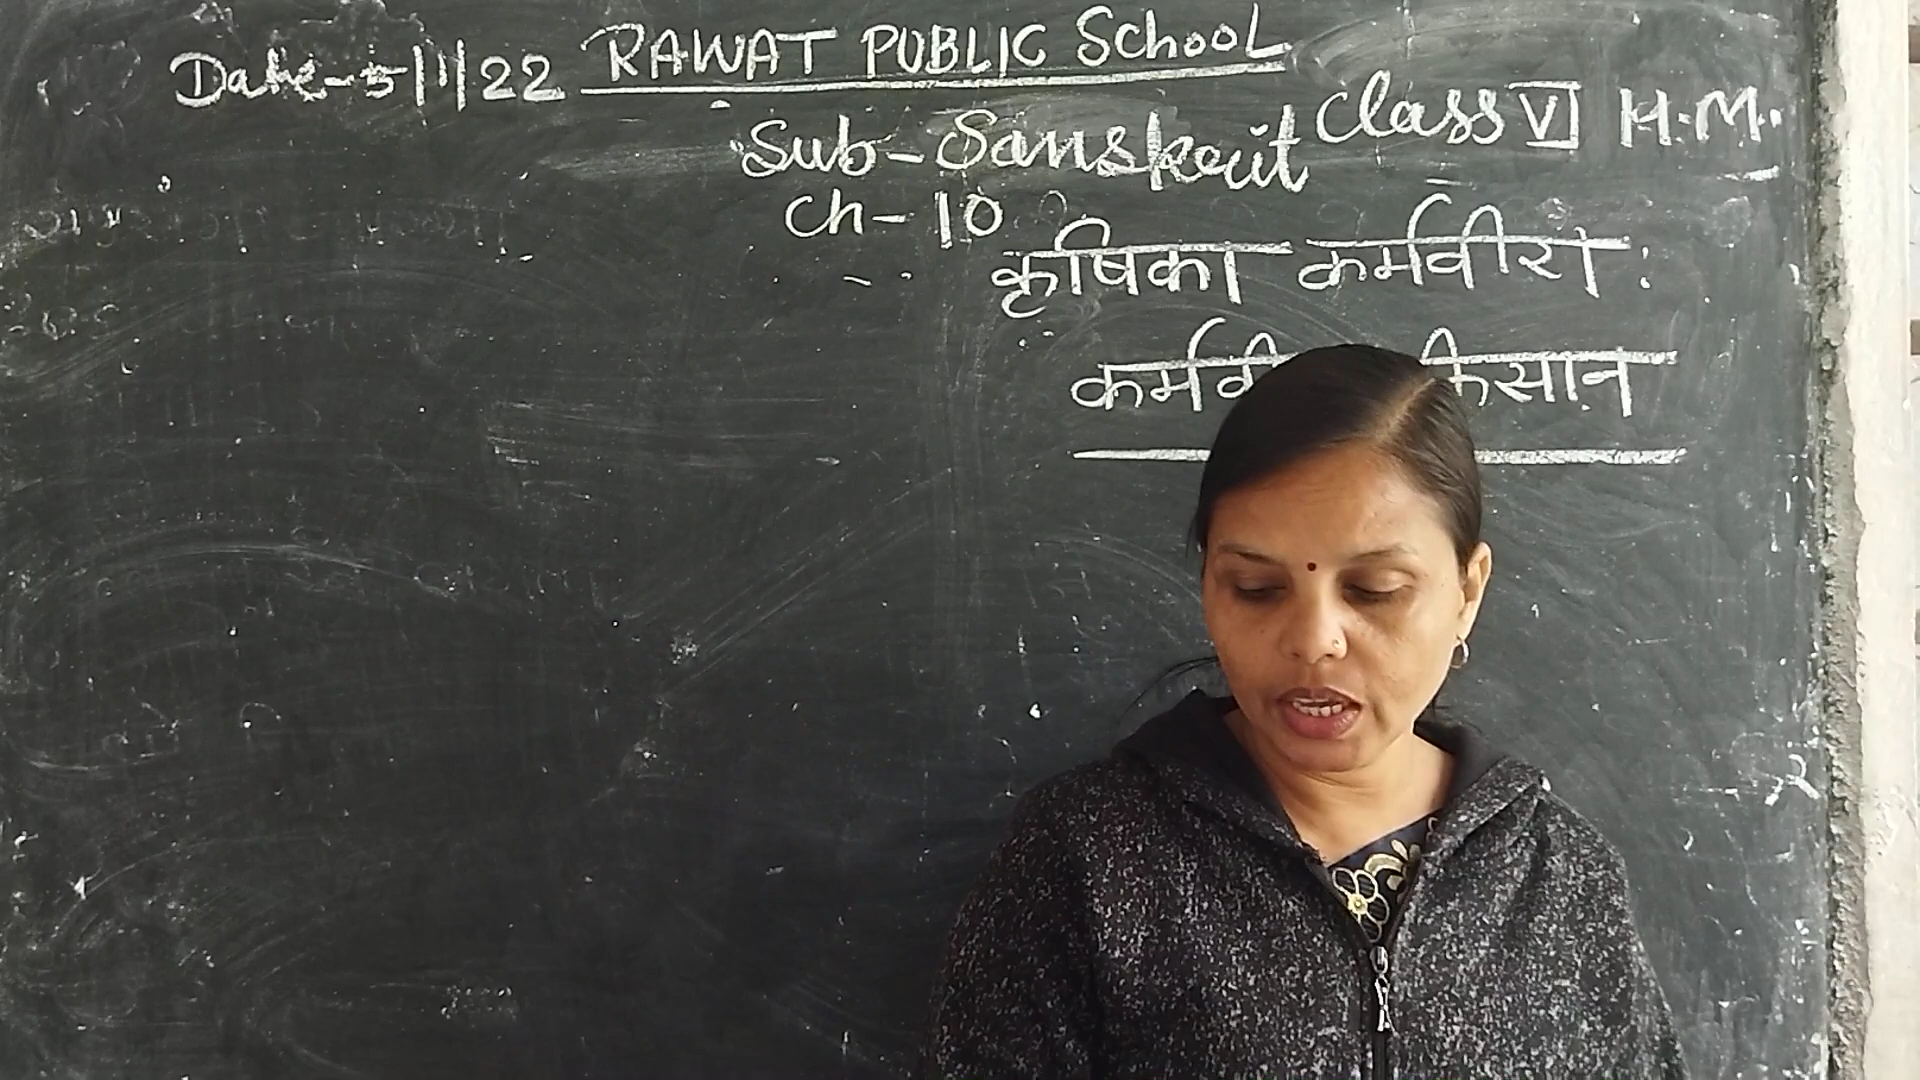 Date-5/1/22 RAWAT PUBLIC SchooL
Class VI H.M.
Sub-Sanskrit
Ch-10
कृषिका कर्मवीरा:
किसान